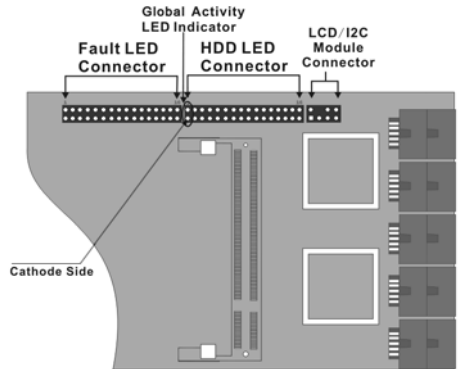 Global Activity
LED Indicator
Fault LED
Connector
HDD LED
Connector
LCD/I2C
Module
Connector
Cathode Side